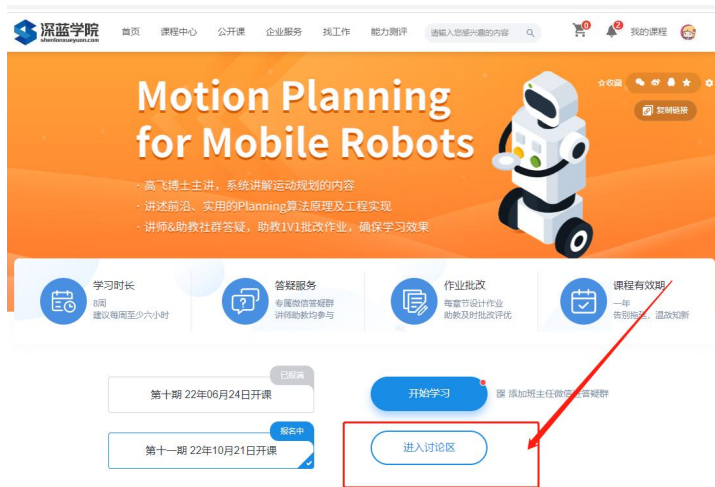 深蓝学院
shenlanxueyuan.com
首页 课程中心 公开课 企业服务 找工作 能力测评 请输入您感兴趣的内容 0 2 我的课程
Motion Planning
for Mobile Robots
☆收藏
复制链接
· 高飞博士主讲，系统讲解运动规划的内容
· 讲述前沿、实用的Planning算法原理及工程实现
· 讲师&助教社群答疑，助教1V1批改作业，确保学习效果
学习时长
8周
建议每周至少六小时
答疑服务
专属微信答疑群
讲师助教均参与
作业批改
每章节设计作业
助教及时批改评优
课程有效期
一年
告别拖延，温故知新
已报满
第十期 22年06月24日开课
开始学习
添加班主任微信 答疑群
报名中
第十一期 22年10月21日开课
进入讨论区